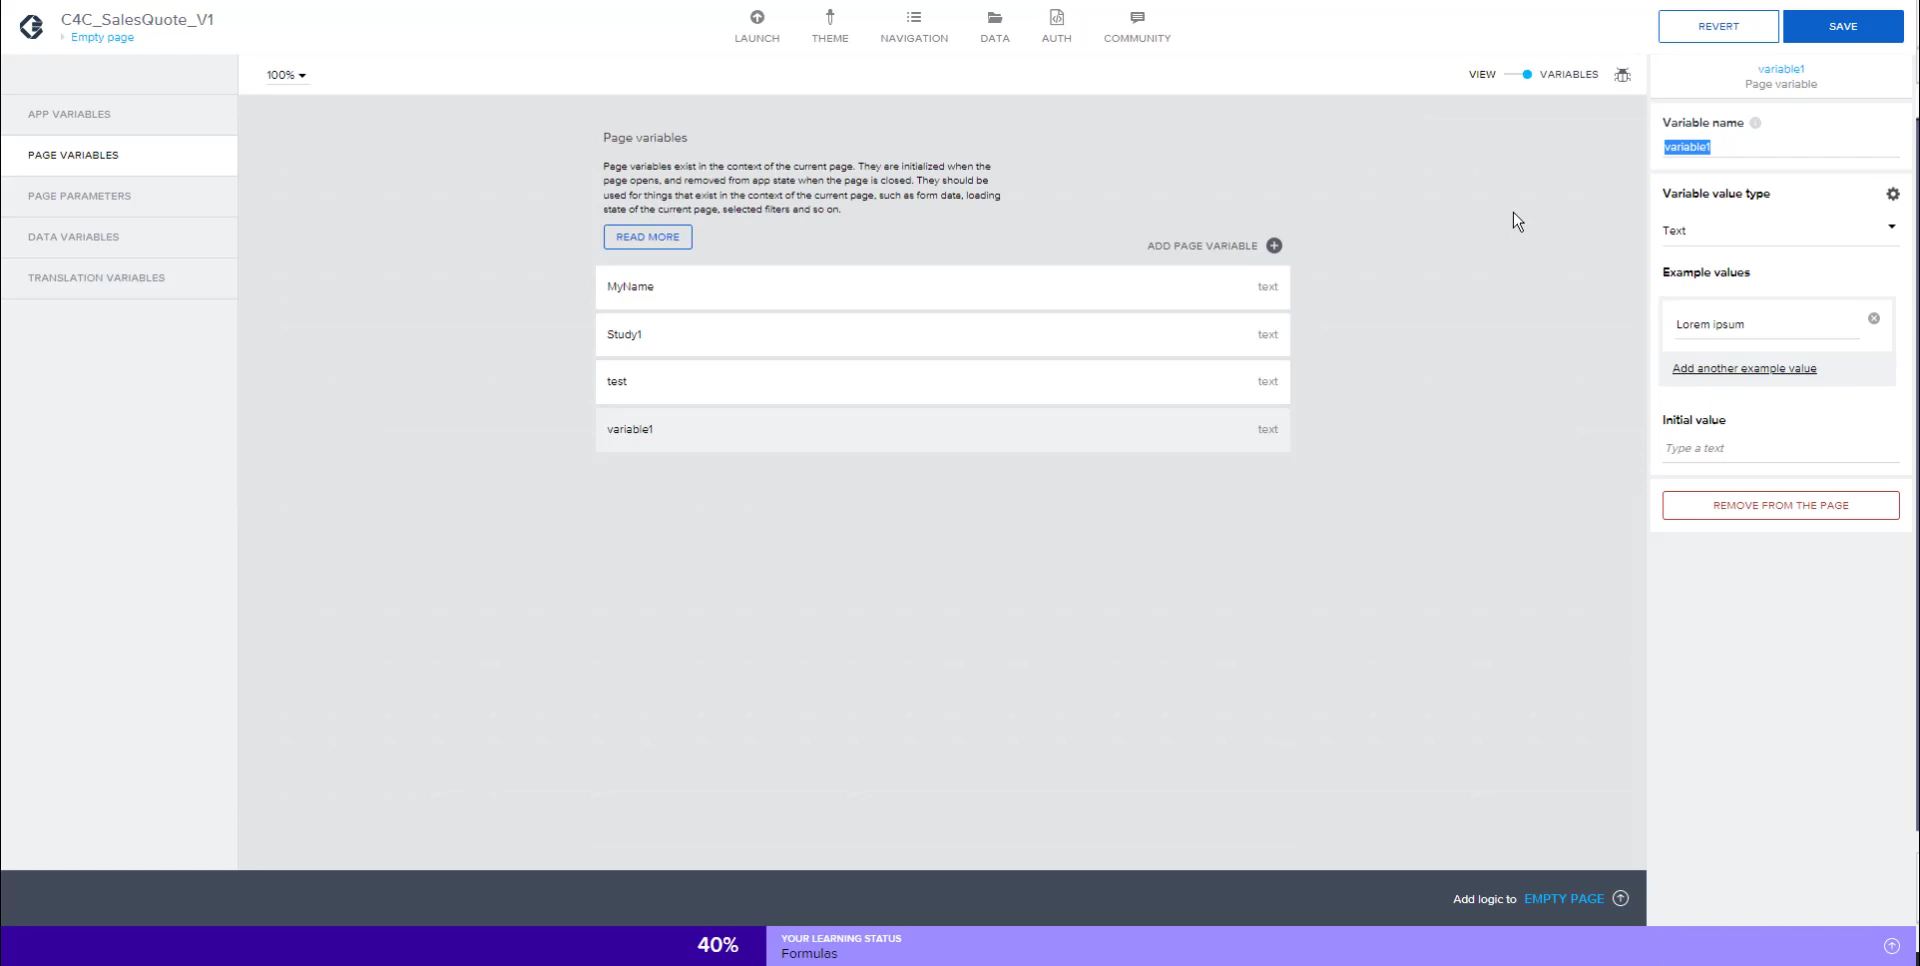 C4C_SalesQuote_V1
Empty page
LAUNCH
THEME
NAVIGATION
DATA
AUTH
COMMUNITY
REVERT
SAVE
100%
VIEW
VARIABLES
APP VARIABLES
PAGE VARIABLES
PAGE PARAMETERS
DATA VARIABLES
TRANSLATION VARIABLES
Page variables
Page variables exist in the context of the current page. They are initialized when the
page opens, and removed from app state when the page is closed. They should be
used for things that exist in the context of the current page, such as form data, loading
state of the current page, selected filters and so on.
READ MORE
ADD PAGE VARIABLE
MyName text
Study1 text
test text
variable1 text
variable1
Page variable
Variable name
variable1
Variable value type
Text
Example values
Lorem ipsum
Add another example value
Initial value
Type a text
REMOVE FROM THE PAGE
Add logic to EMPTY PAGE
40%
YOUR LEARNING STATUS
Formulas